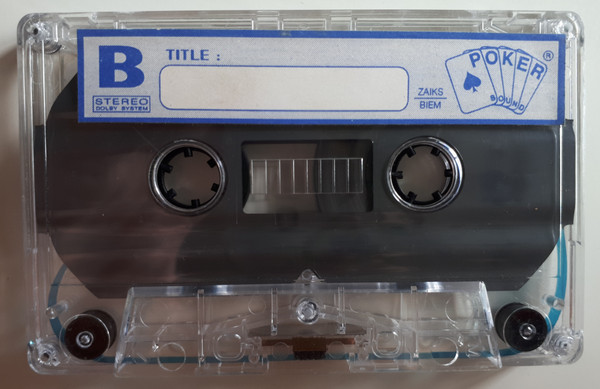 B
TITLE :
STEREO
DOLBY SYSTEM
ZAIKS
BIEM
POKER ®
SOUND